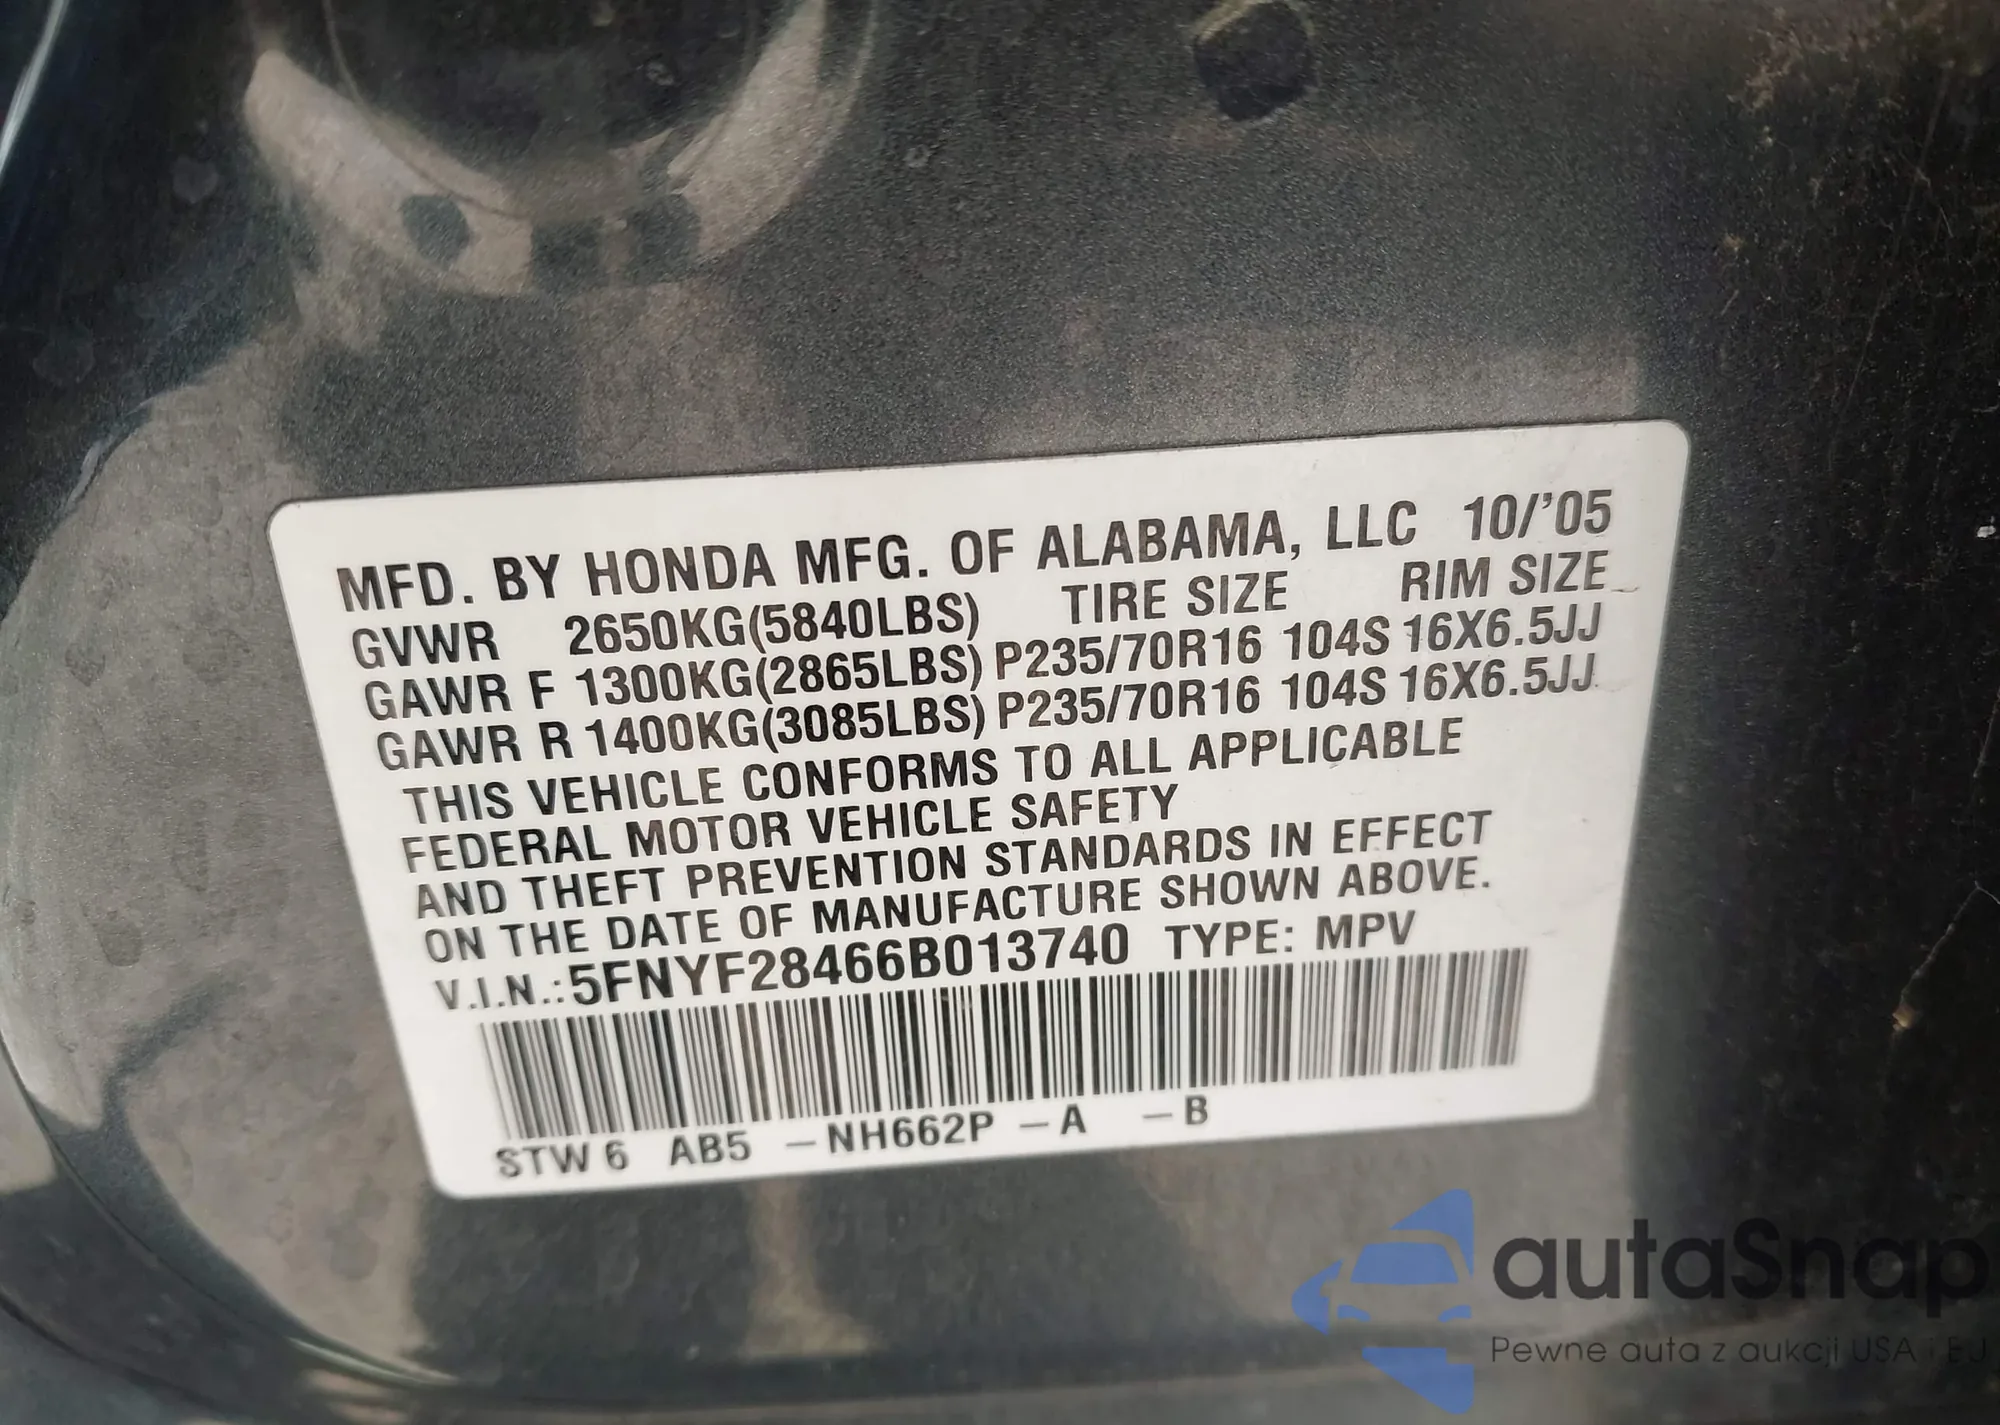 MFD. BY HONDA MFG. OF ALABAMA, LLC 10/'05
GVWR 2650KG(5840LBS) TIRE SIZE RIM SIZE
GAWR F 1300KG(2865LBS) P235/70R16 104S 16X6.5JJ
GAWR R 1400KG(3085LBS) P235/70R16 104S 16X6.5JJ
THIS VEHICLE CONFORMS TO ALL APPLICABLE
FEDERAL MOTOR VEHICLE SAFETY
AND THEFT PREVENTION STANDARDS IN EFFECT
ON THE DATE OF MANUFACTURE SHOWN ABOVE.
V.I.N.: 5FNYF28466B013740 TYPE: MPV
STW 6 AB5 -NH662P -A -B
autaSnap
Pewne auta z aukcji USA i EU